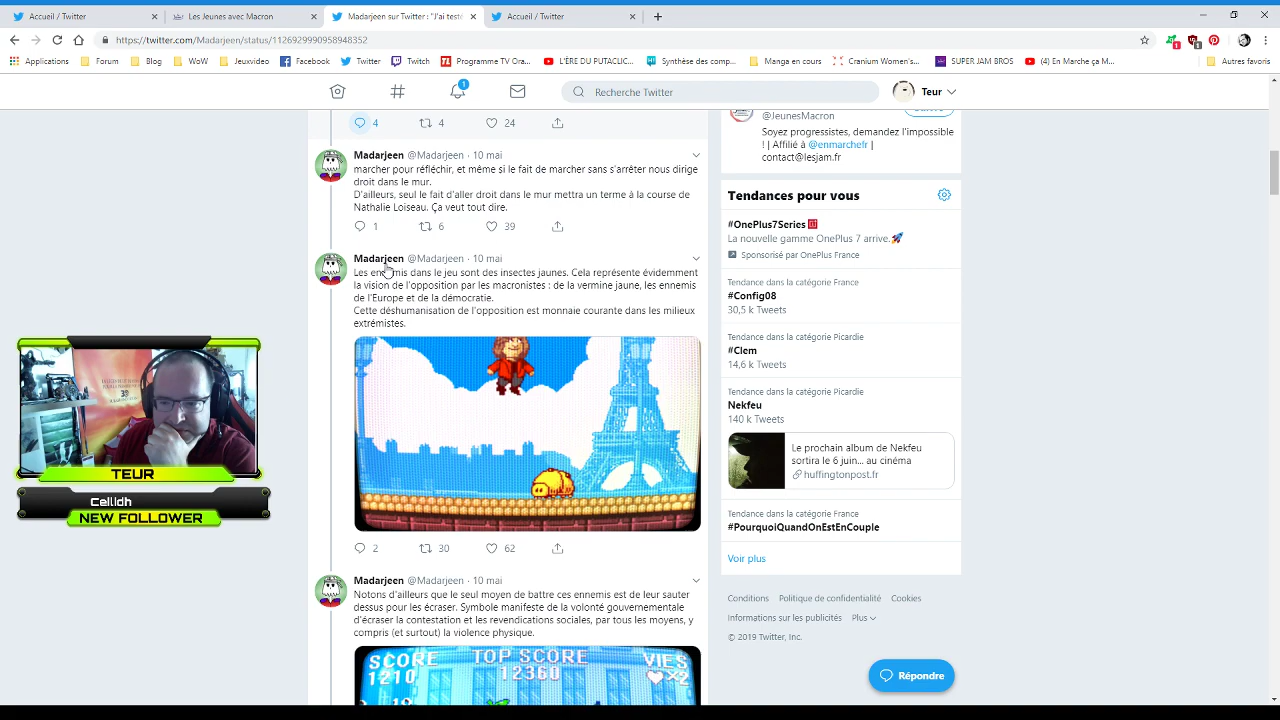 Accueil / Twitter
Les Jeunes avec Macron
Madarjeen sur Twitter : "J'ai testé
Accueil / Twitter
https://twitter.com/Madarjeen/status/1126929990958948352
Applications
Forum
Blog
WoW
Jeuxvideo
Facebook
Twitter
Twitch
Programme TV Ora...
L'ÈRE DU PUTACLIC...
Synthèse des comp...
Manga en cours
Cranium Women's...
SUPER JAM BROS
(4) En Marche ça M...
Autres favoris
1
Recherche Twitter
Teur
4
4
24
Madarjeen @Madarjeen · 10 mai
marcher pour réfléchir, et même si le fait de marcher sans s'arrêter nous dirige
droit dans le mur.
D'ailleurs, seul le fait d'aller droit dans le mur mettra un terme à la course de
Nathalie Loiseau. Ça veut tout dire.
1
6
39
Madarjeen @Madarjeen · 10 mai
Les ennemis dans le jeu sont des insectes jaunes. Cela représente évidemment
la vision de l'opposition par les macronistes : de la vermine jaune, les ennemis
de l'Europe et de la démocratie.
Cette déshumanisation de l'opposition est monnaie courante dans les milieux
extrémistes.
2
30
62
Madarjeen @Madarjeen · 10 mai
Notons d'ailleurs que le seul moyen de battre ces ennemis est de leur sauter
dessus pour les écraser. Symbole manifeste de la volonté gouvernementale
d'écraser la contestation et les revendications sociales, par tous les moyens, y
compris (et surtout) la violence physique.
SCORE
1210
TOP SCORE
12360
VIES
×2
@JeunesMacron
Soyez progressistes, demandez l'impossible
! | Affilié à @enmarchefr |
contact@lesjam.fr
Tendances pour vous
#OnePlus7Series
La nouvelle gamme OnePlus 7 arrive.
Sponsorisé par OnePlus France
Tendance dans la catégorie France
#Config08
30,5 k Tweets
Tendance dans la catégorie Picardie
#Clem
14,6 k Tweets
Tendance dans la catégorie Picardie
Nekfeu
140 k Tweets
Le prochain album de Nekfeu
sortira le 6 juin... au cinéma
huffingtonpost.fr
Tendance dans la catégorie France
#PourquoiQuandOnEstEnCouple
Voir plus
Conditions
Politique de confidentialité
Cookies
Informations sur les publicités
Plus
© 2019 Twitter, Inc.
Répondre
TEUR
Ceilidh
NEW FOLLOWER